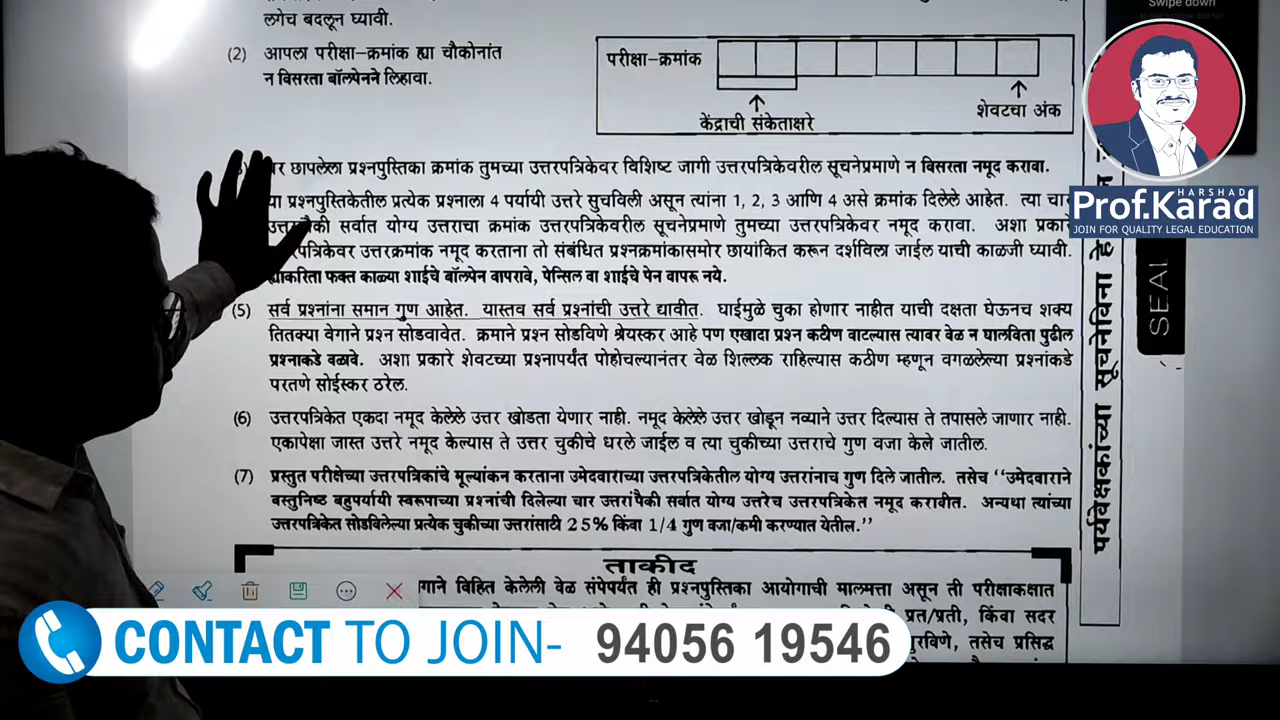 लगेच बदलून घ्यावी.
Swipe down
(2) आपला परीक्षा-क्रमांक ह्या चौकोनांत
न विसरता बॉलपेनने लिहावा.
परीक्षा-क्रमांक
केंद्राची संकेताक्षरे
शेवटचा अंक
छापलेला प्रश्नपुस्तिका क्रमांक तुमच्या उत्तरपत्रिकेवर विशिष्ट जागी उत्तरपत्रिकेवरील सूचनेप्रमाणे न विसरता नमूद करावा.
या प्रश्नपुस्तिकेतील प्रत्येक प्रश्नाला 4 पर्यायी उत्तरे सुचविली असून त्यांना 1, 2, 3 आणि 4 असे क्रमांक दिलेले आहेत. त्या चार
सर्वात योग्य उत्तराचा क्रमांक उत्तरपत्रिकेवरील सूचनेप्रमाणे तुमच्या उत्तरपत्रिकेवर नमूद करावा. अशा प्रकारे
उत्तरक्रमांक नमूद करताना तो संबंधित प्रश्नक्रमांकासमोर छायांकित करून दर्शविला जाईल याची काळजी घ्यावी.
ह्याकरिता फक्त काळ्या शाईचे बॉलपेन वापरावे, पेन्सिल वा शाईचे पेन वापरू नये.
(5) सर्व प्रश्नांना समान गुण आहेत. यास्तव सर्व प्रश्नांची उत्तरे द्यावीत. घाईमुळे चुका होणार नाहीत याची दक्षता घेऊनच शक्य
तितक्या वेगाने प्रश्न सोडवावेत. क्रमाने प्रश्न सोडविणे श्रेयस्कर आहे पण एखादा प्रश्न कठीण वाटल्यास त्यावर वेळ न घालविता पुढील
प्रश्नाकडे वळावे. अशा प्रकारे शेवटच्या प्रश्नापर्यंत पोहोचल्यानंतर वेळ शिल्लक राहिल्यास कठीण म्हणून वगळलेल्या प्रश्नांकडे
परतणे सोईस्कर ठरेल.
(6) उत्तरपत्रिकेत एकदा नमूद केलेले उत्तर खोडता येणार नाही. नमूद केलेले उत्तर खोडून नव्याने उत्तर दिल्यास ते तपासले जाणार नाही.
एकापेक्षा जास्त उत्तरे नमूद केल्यास ते उत्तर चुकीचे धरले जाईल व त्या चुकीच्या उत्तराचे गुण वजा केले जातील.
(7) प्रस्तुत परीक्षेच्या उत्तरपत्रिकांचे मूल्यांकन करताना उमेदवाराच्या उत्तरपत्रिकेतील योग्य उत्तरांनाच गुण दिले जातील. तसेच “उमेदवाराने
वस्तुनिष्ठ बहुपर्यायी स्वरूपाच्या प्रश्नांची दिलेल्या चार उत्तरांपैकी सर्वात योग्य उत्तरेच उत्तरपत्रिकेत नमूद करावीत. अन्यथा त्यांच्या
उत्तरपत्रिकेत सोडविलेल्या प्रत्येक चुकीच्या उत्तरांसाठी 25% किंवा 1/4 गुण वजा/कमी करण्यात येतील.”
ताकीद
विहित केलेली वेळ संपेपर्यंत ही प्रश्नपुस्तिका आयोगाची मालमत्ता असून ती परीक्षाकक्षात
प्रत/प्रती, किंवा सदर
तसेच प्रसिद्ध
पर्यवेक्षकांच्या सूचनेविना
SEAL
HARSHAD
Prof.Karad
JOIN FOR QUALITY LEGAL EDUCATION
CONTACT TO JOIN- 94056 19546